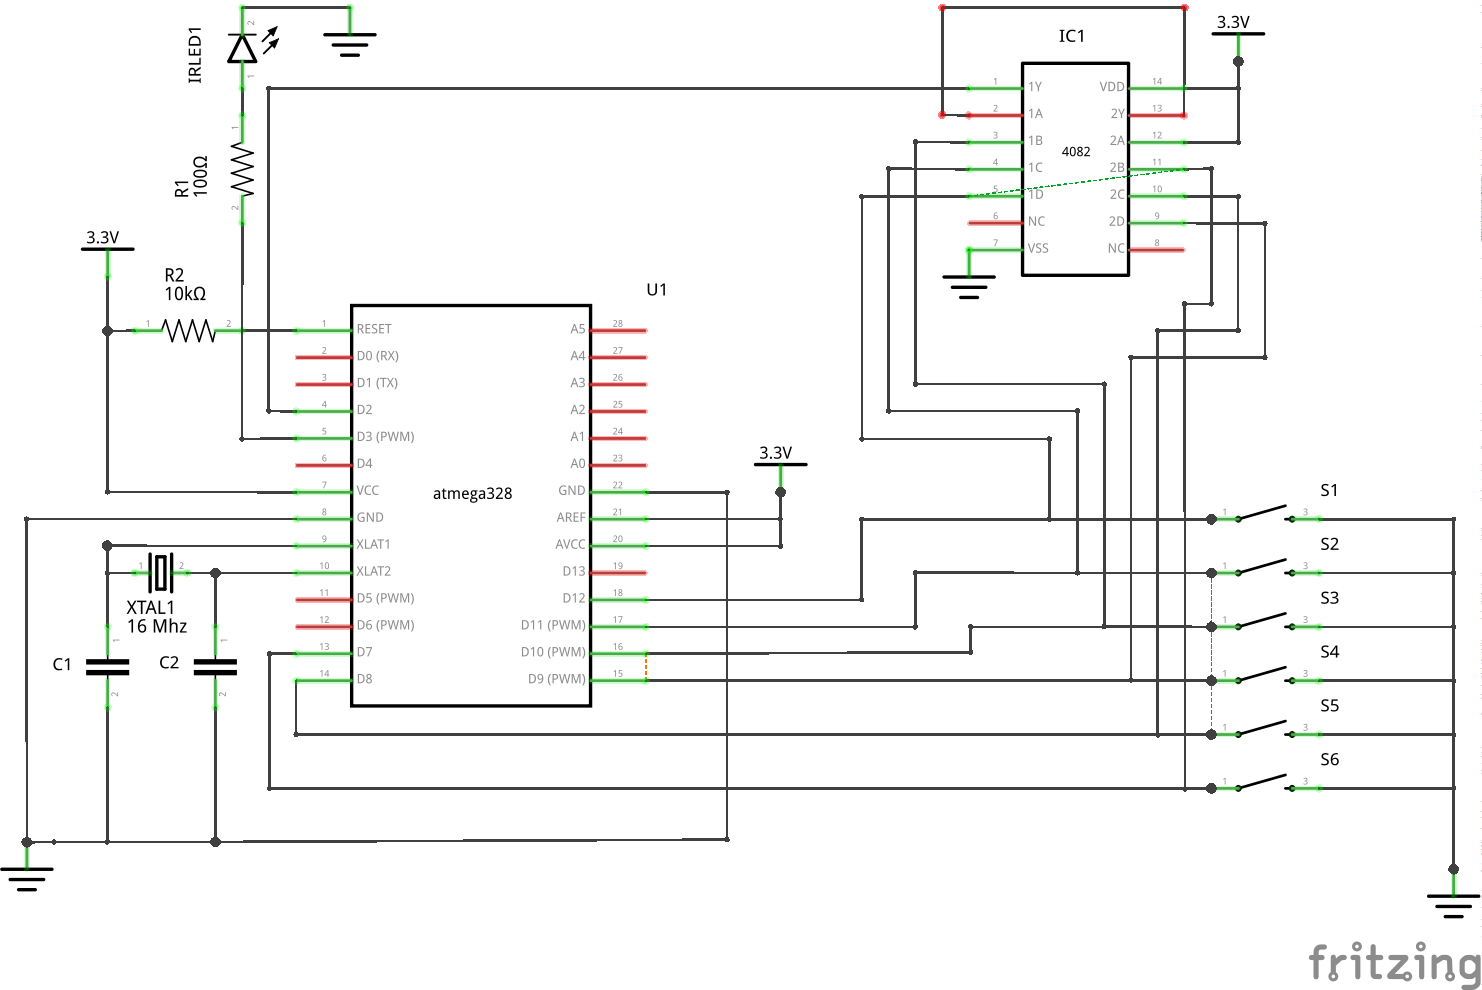 IRLED1
2
1
1
R1
100Ω
2
3.3V
R2
10kΩ
1
2
U1
1 RESET A5 28
2 D0 (RX) A4 27
3 D1 (TX) A3 26
4 D2 A2 25
5 D3 (PWM) A1 24
6 D4 A0 23
7 VCC atmega328 GND 22
8 GND AREF 21
9 XLAT1 AVCC 20
10 XLAT2 D13 19
11 D5 (PWM) D12 18
12 D6 (PWM) D11 (PWM) 17
13 D7 D10 (PWM) 16
14 D8 D9 (PWM) 15
1 2
XTAL1
16 Mhz
C1
1
2
C2
1
2
3.3V
IC1
3.3V
1 1Y VDD 14
2 1A 2Y 13
3 1B 2A 12
4082
4 1C 2B 11
5 1D 2C 10
6 NC 2D 9
7 VSS NC 8
S1
1 3
S2
1 3
S3
1 3
S4
1 3
S5
1 3
S6
1 3
fritzing